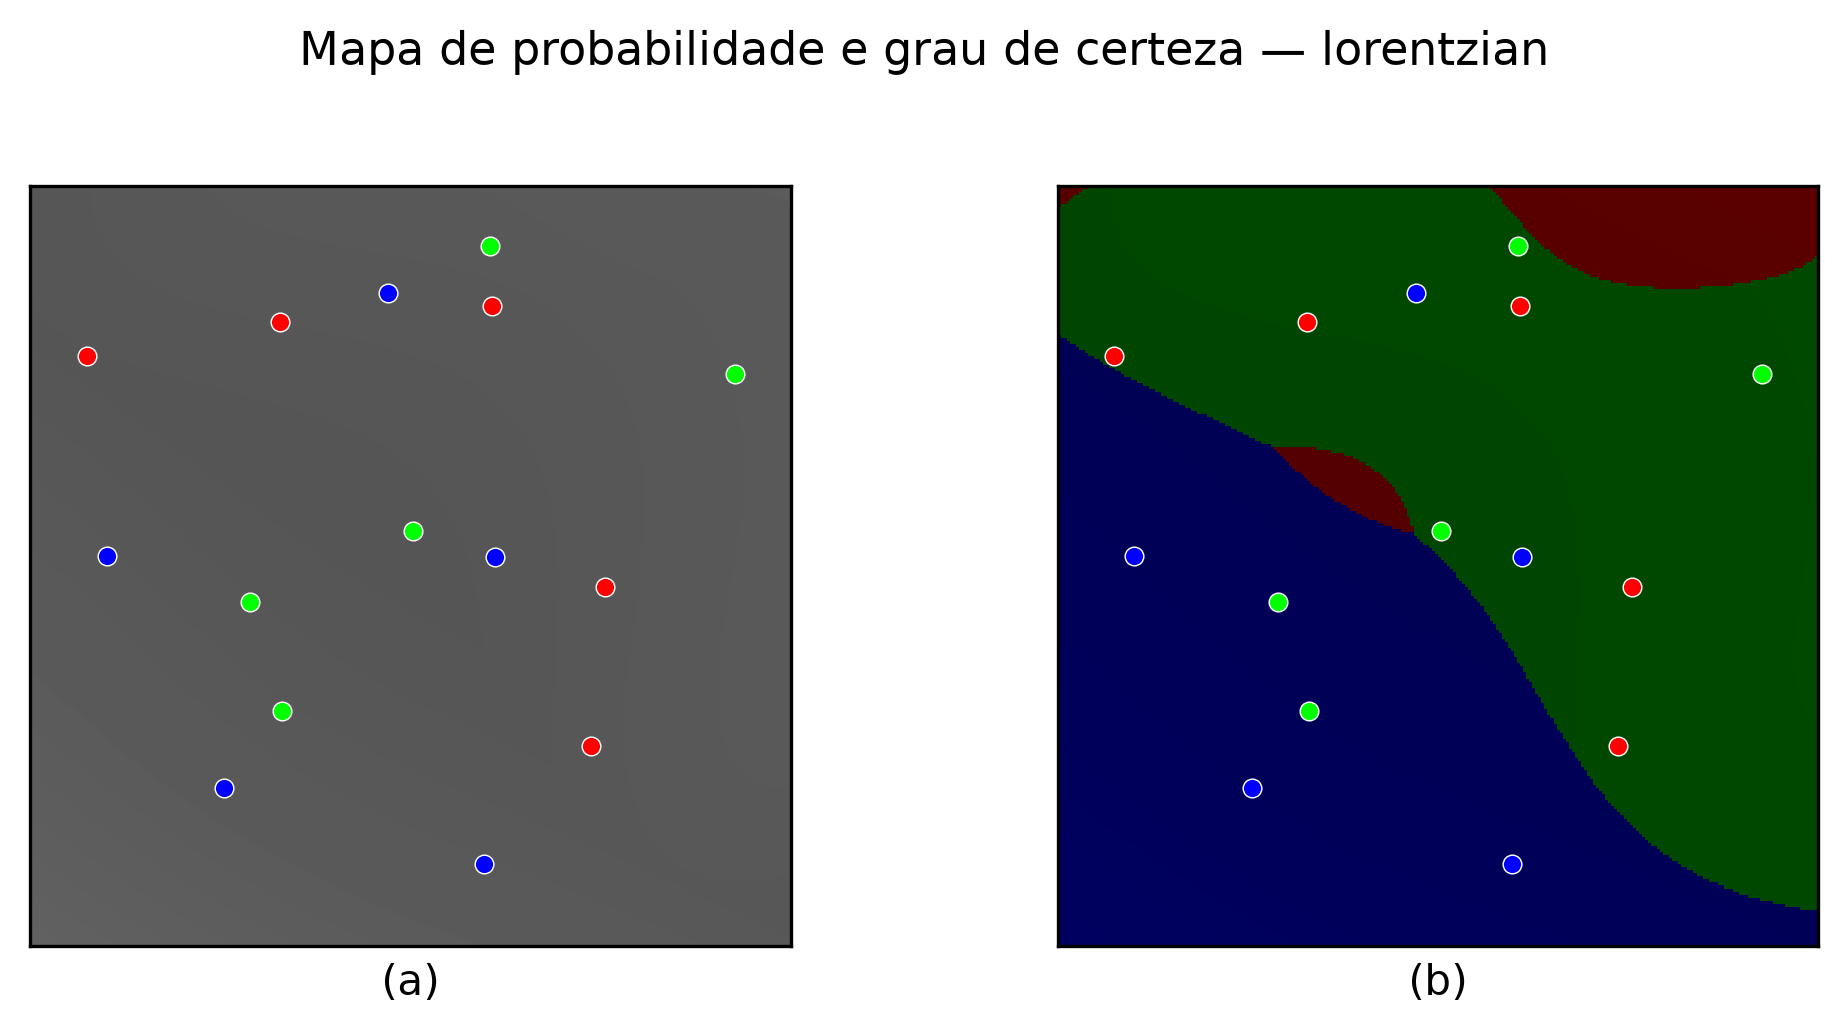 Mapa de probabilidade e grau de certeza — lorentzian
(a)
(b)